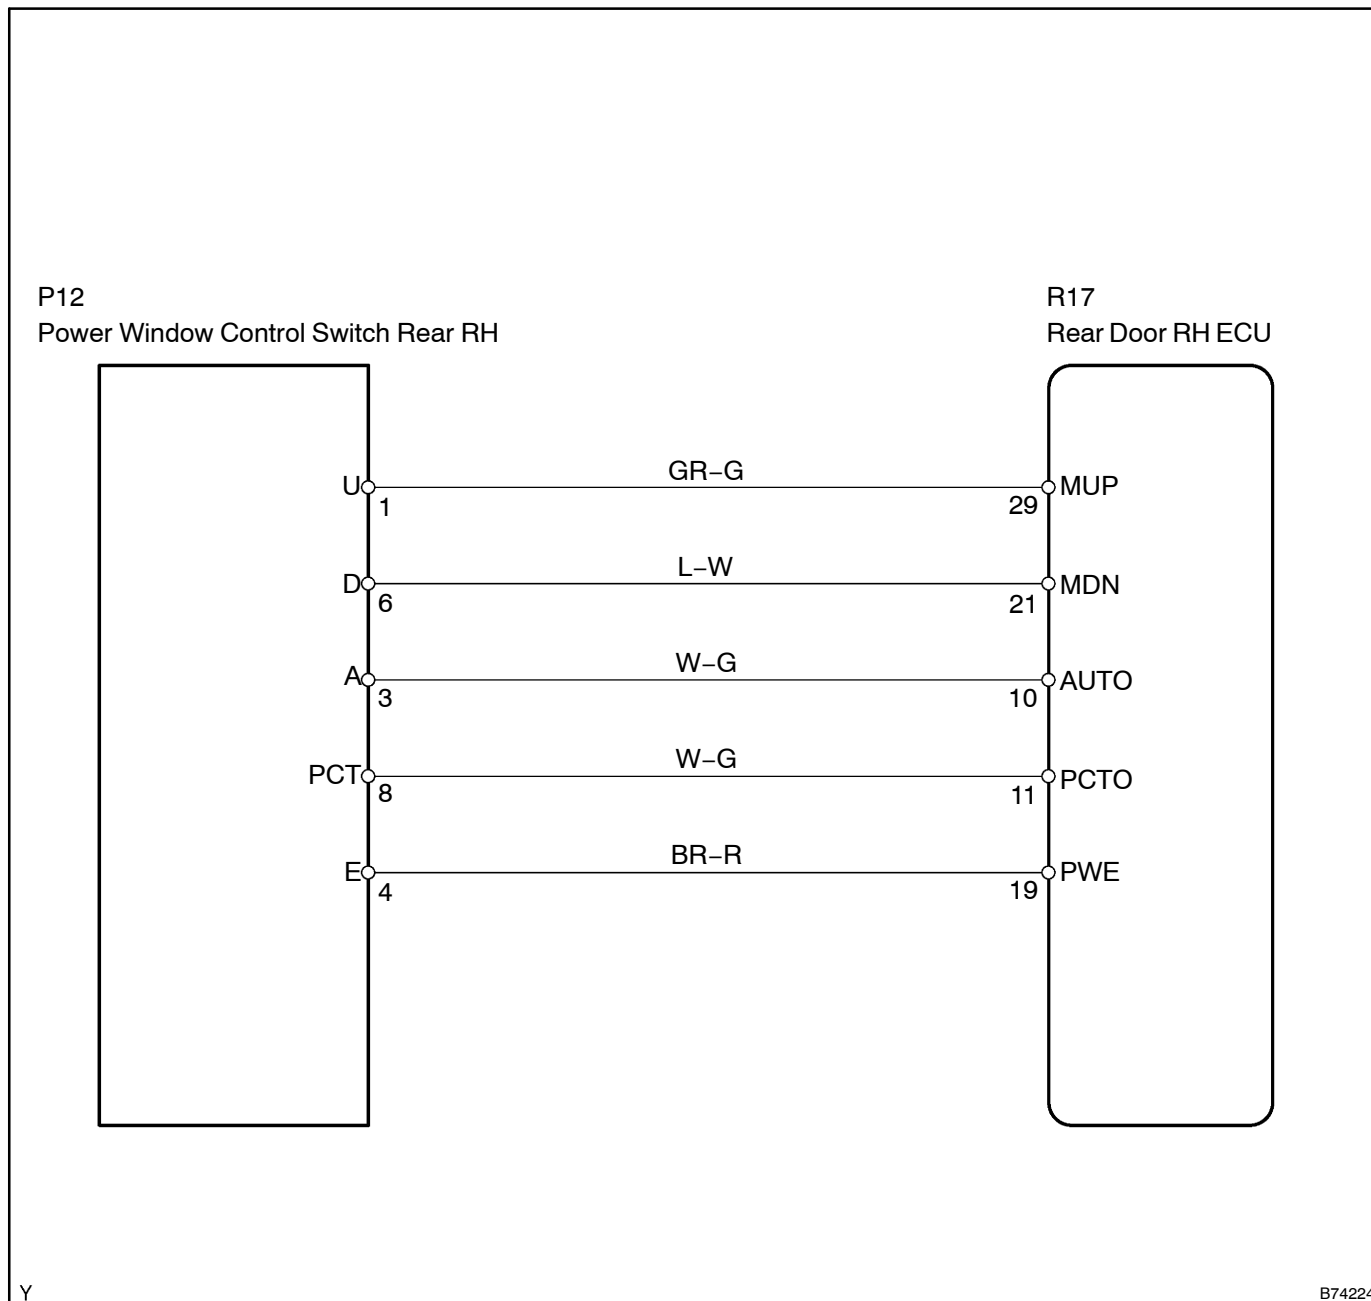 P12
Power Window Control Switch Rear RH
R17
Rear Door RH ECU
U 1 GR–G 29 MUP
D 6 L–W 21 MDN
A 3 W–G 10 AUTO
PCT 8 W–G 11 PCTO
E 4 BR–R 19 PWE
Y
B74224